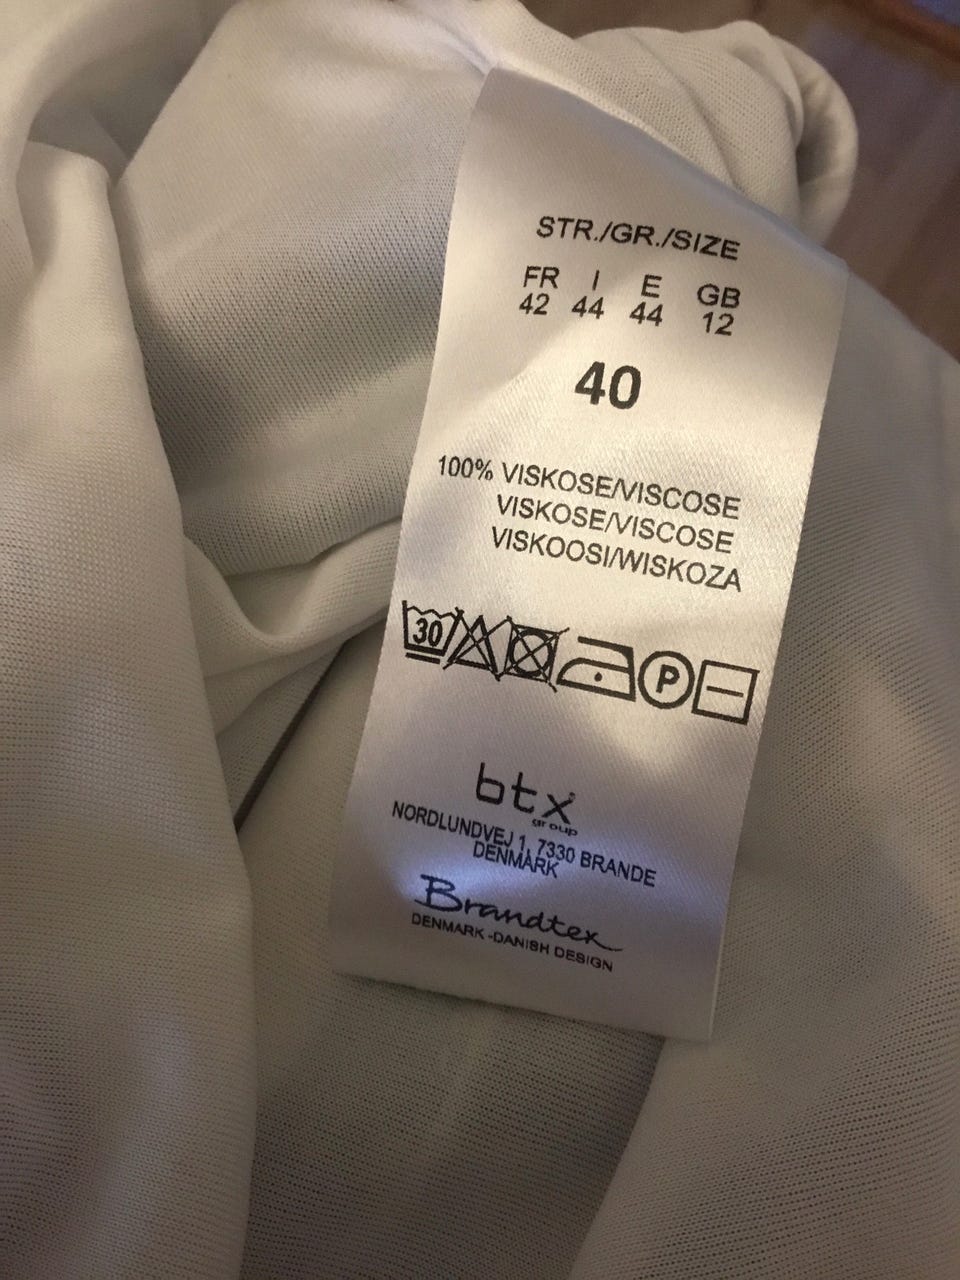 STR./GR./SIZE
FR I E GB
42 44 44 12
40
100% VISKOSE/VISCOSE
VISKOSE/VISCOSE
VISKOOSI/WISKOZA
30 P
btx
group
NORDLUNDVEJ 1, 7330 BRANDE
DENMARK
Brandtex
DENMARK-DANISH DESIGN